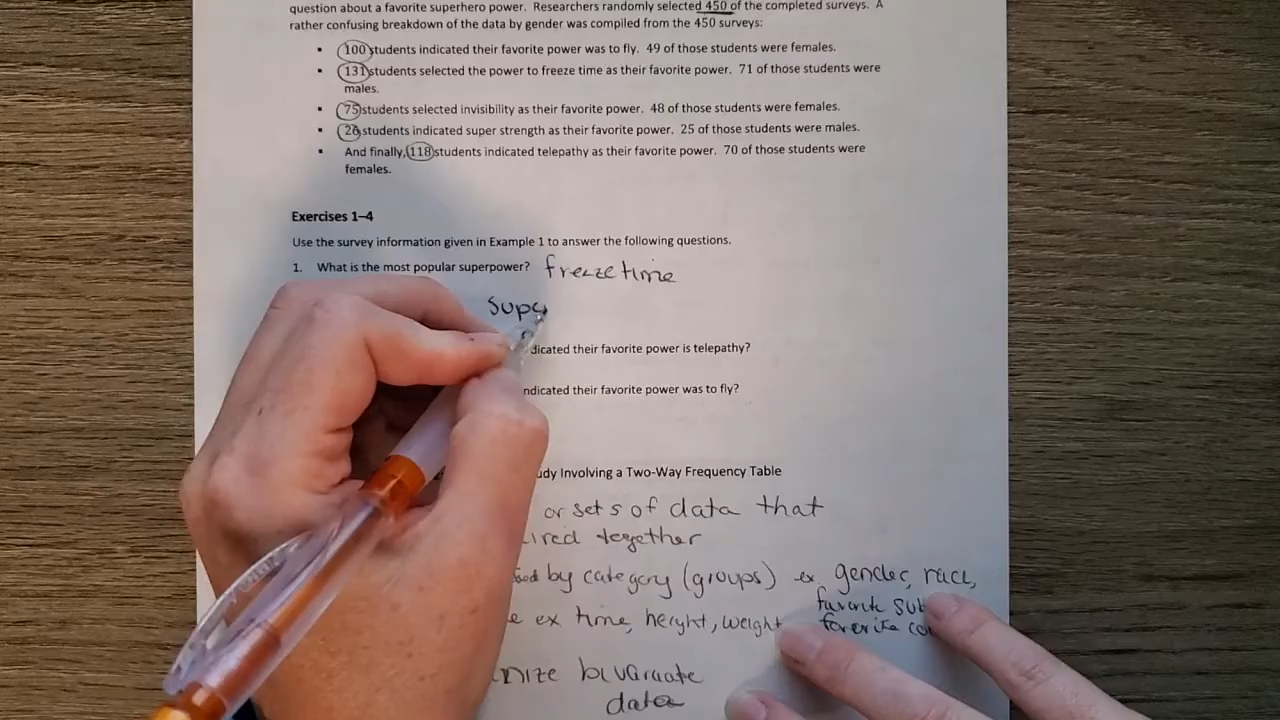 question about a favorite superhero power. Researchers randomly selected 450 of the completed surveys. A
rather confusing breakdown of the data by gender was compiled from the 450 surveys:
▪ 100 students indicated their favorite power was to fly. 49 of those students were females.
▪ 131 students selected the power to freeze time as their favorite power. 71 of those students were
males.
▪ 75 students selected invisibility as their favorite power. 48 of those students were females.
▪ 26 students indicated super strength as their favorite power. 25 of those students were males.
▪ And finally, 118 students indicated telepathy as their favorite power. 70 of those students were
females.
Exercises 1–4
Use the survey information given in Example 1 to answer the following questions.
1. What is the most popular superpower? freeze time
Supe
dicated their favorite power is telepathy?
ndicated their favorite power was to fly?
udy Involving a Two-Way Frequency Table
or sets of data that
ired together
by category (groups) ex. gender, race,
favorite sub
e ex time, height, weight favorite co
nize bivariate
data